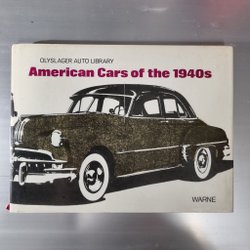 OLYSLAGER AUTO LIBRARY
American Cars of the 1940s
WARNE